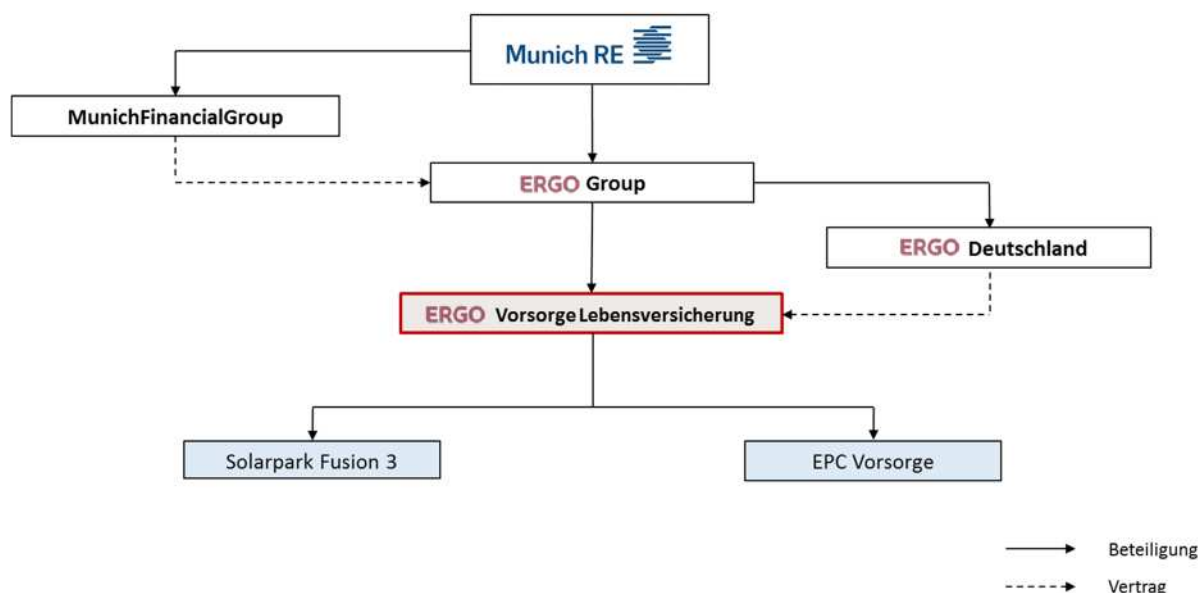 Munich RE
MunichFinancialGroup
ERGO Group
ERGO Deutschland
ERGO Vorsorge Lebensversicherung
Solarpark Fusion 3
EPC Vorsorge
Beteiligung
Vertrag